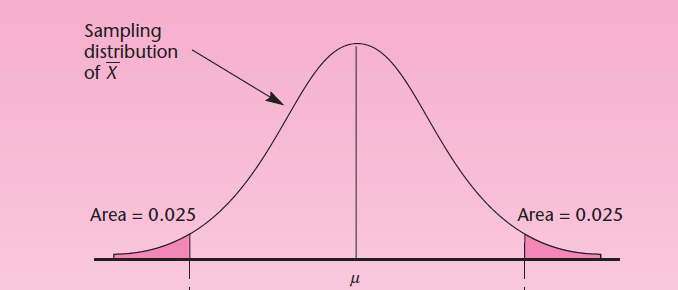 Sampling
distribution
of X̅
Area = 0.025
Area = 0.025
μ